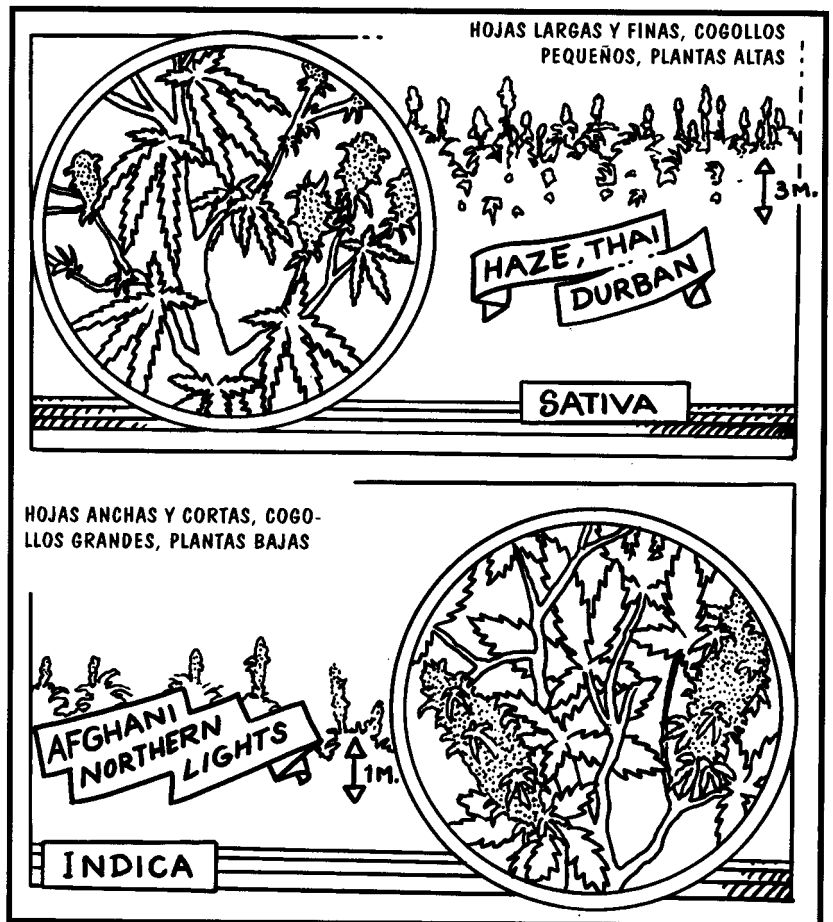 HOJAS LARGAS Y FINAS, COGOLLOS
PEQUEÑOS, PLANTAS ALTAS
3M.
HAZE, THAI
DURBAN
SATIVA
HOJAS ANCHAS Y CORTAS, COGO-
LLOS GRANDES, PLANTAS BAJAS
AFGHANI
NORTHERN
LIGHTS
1M.
INDICA